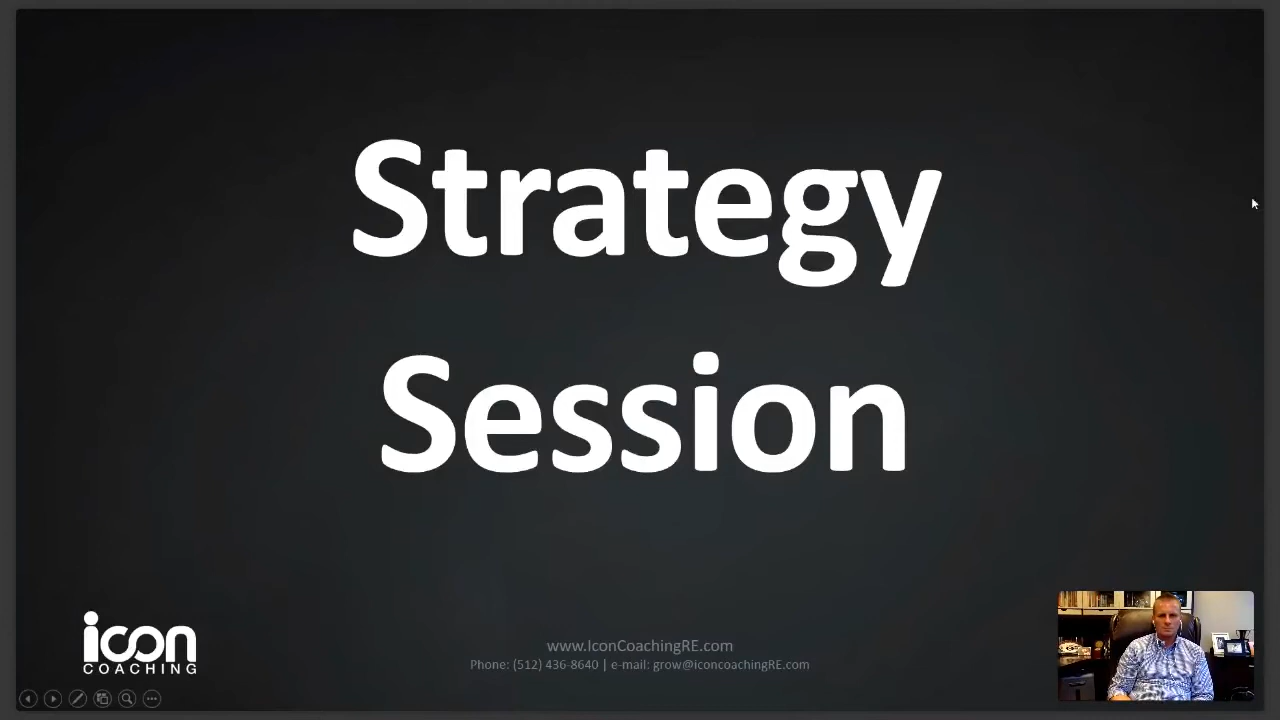 Strategy
Session
icon
COACHING
www.IconCoachingRE.com
Phone: (512) 436-8640 | e-mail: grow@iconcoachingRE.com